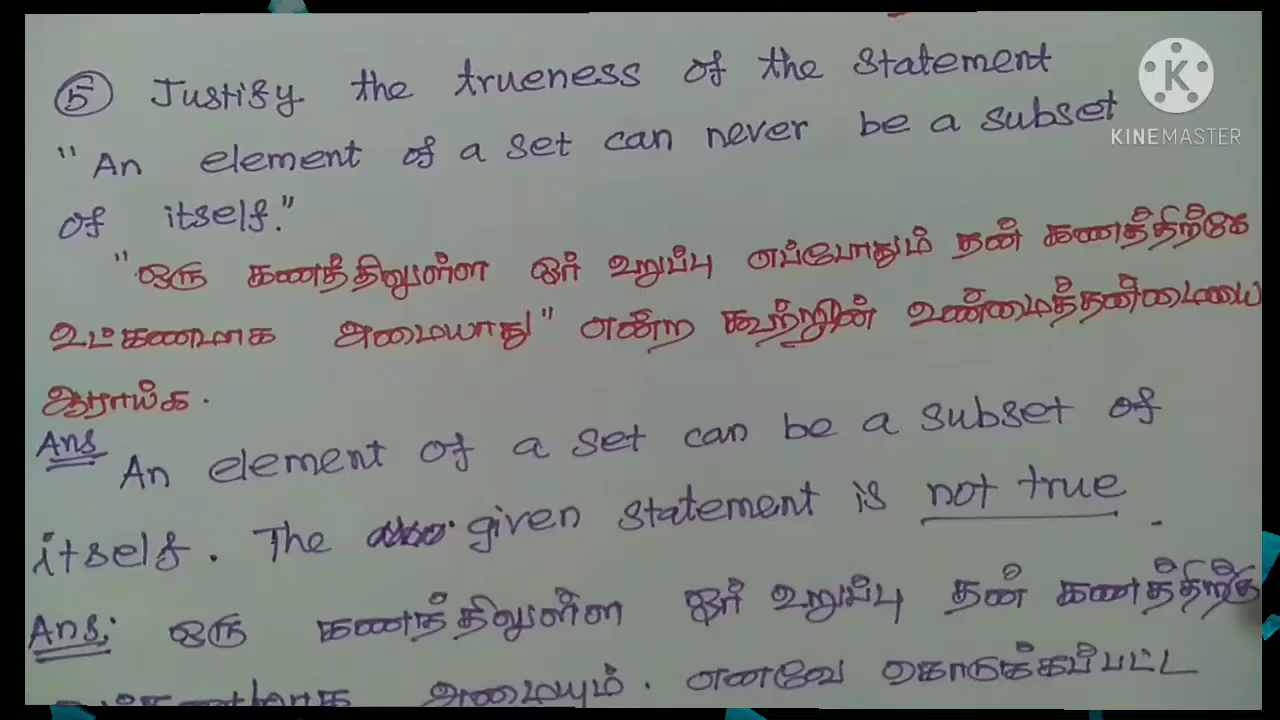 ⑤ Justify the trueness of the statement
"An element of a set can never be a subset
of itself."
"ஒரு கணத்திலுள்ள ஓர் உறுப்பு எப்போதும் தன் கணத்திற்கே
உட்கணமாக அமையாது" என்ற கூற்றின் உண்மைத்தன்மையை
ஆராய்க.
Ans An element of a set can be a subset of
itself. The given statement is not true.
Ans: ஒரு கணத்திலுள்ள ஓர் உறுப்பு தன் கணத்திற்கு
அமையும். எனவே கொடுக்கப்பட்ட
K
KINEMASTER